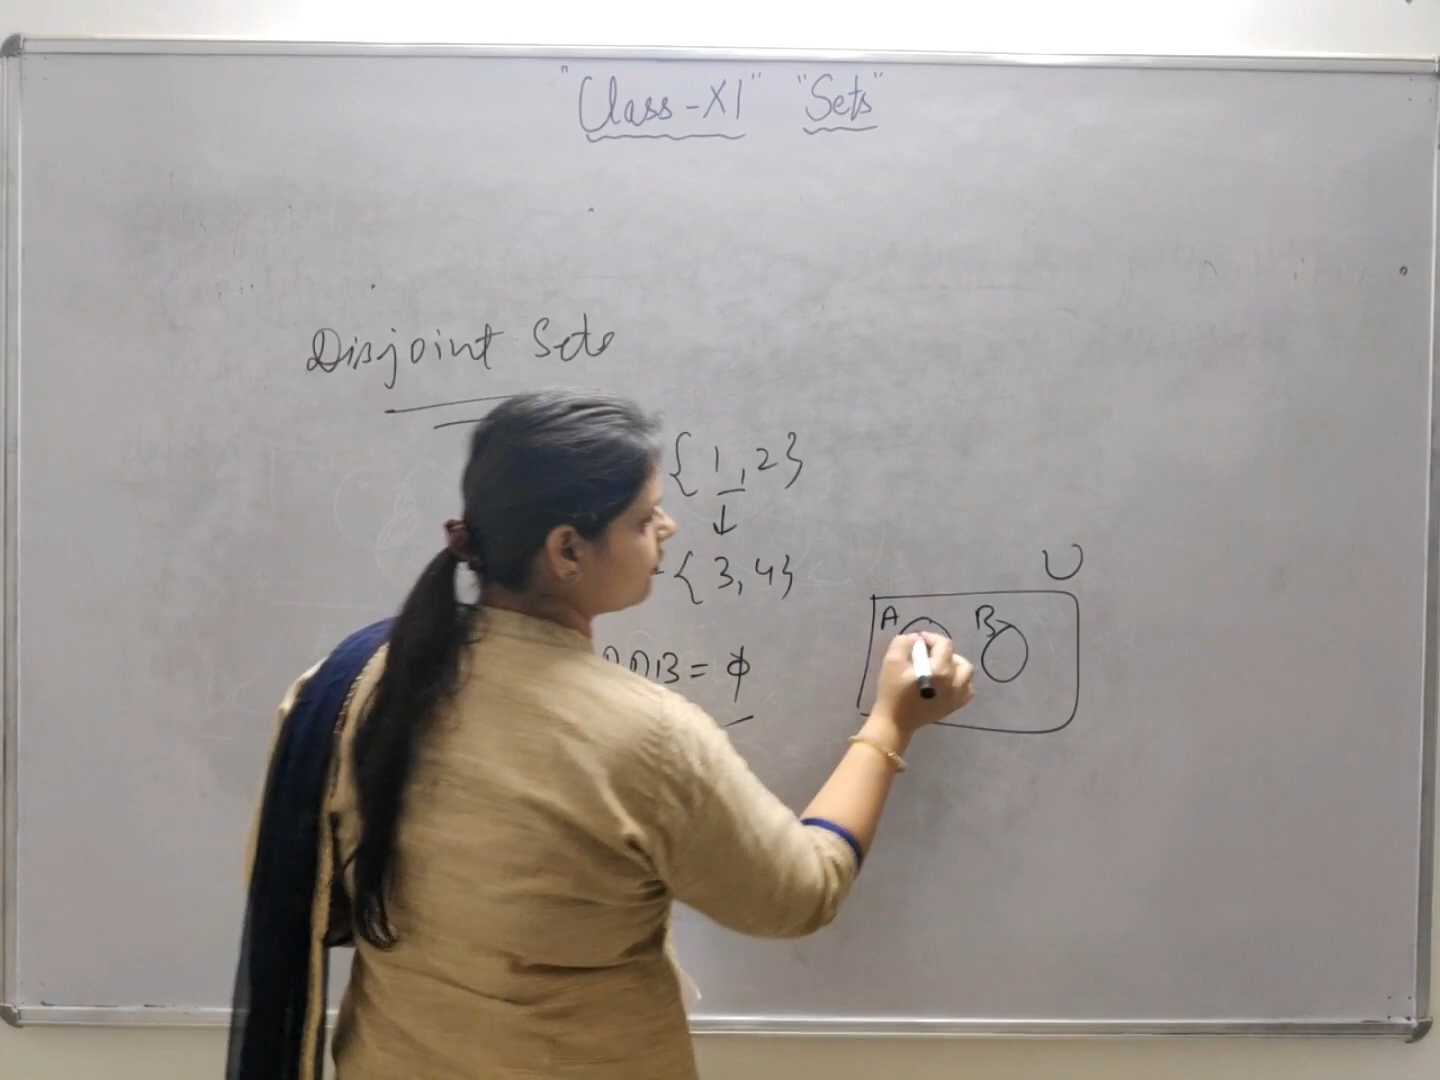 "Class-XI" "Sets"
Disjoint Sets
{1,2}
↓
{3,4}
A∩B = ϕ
U
A B